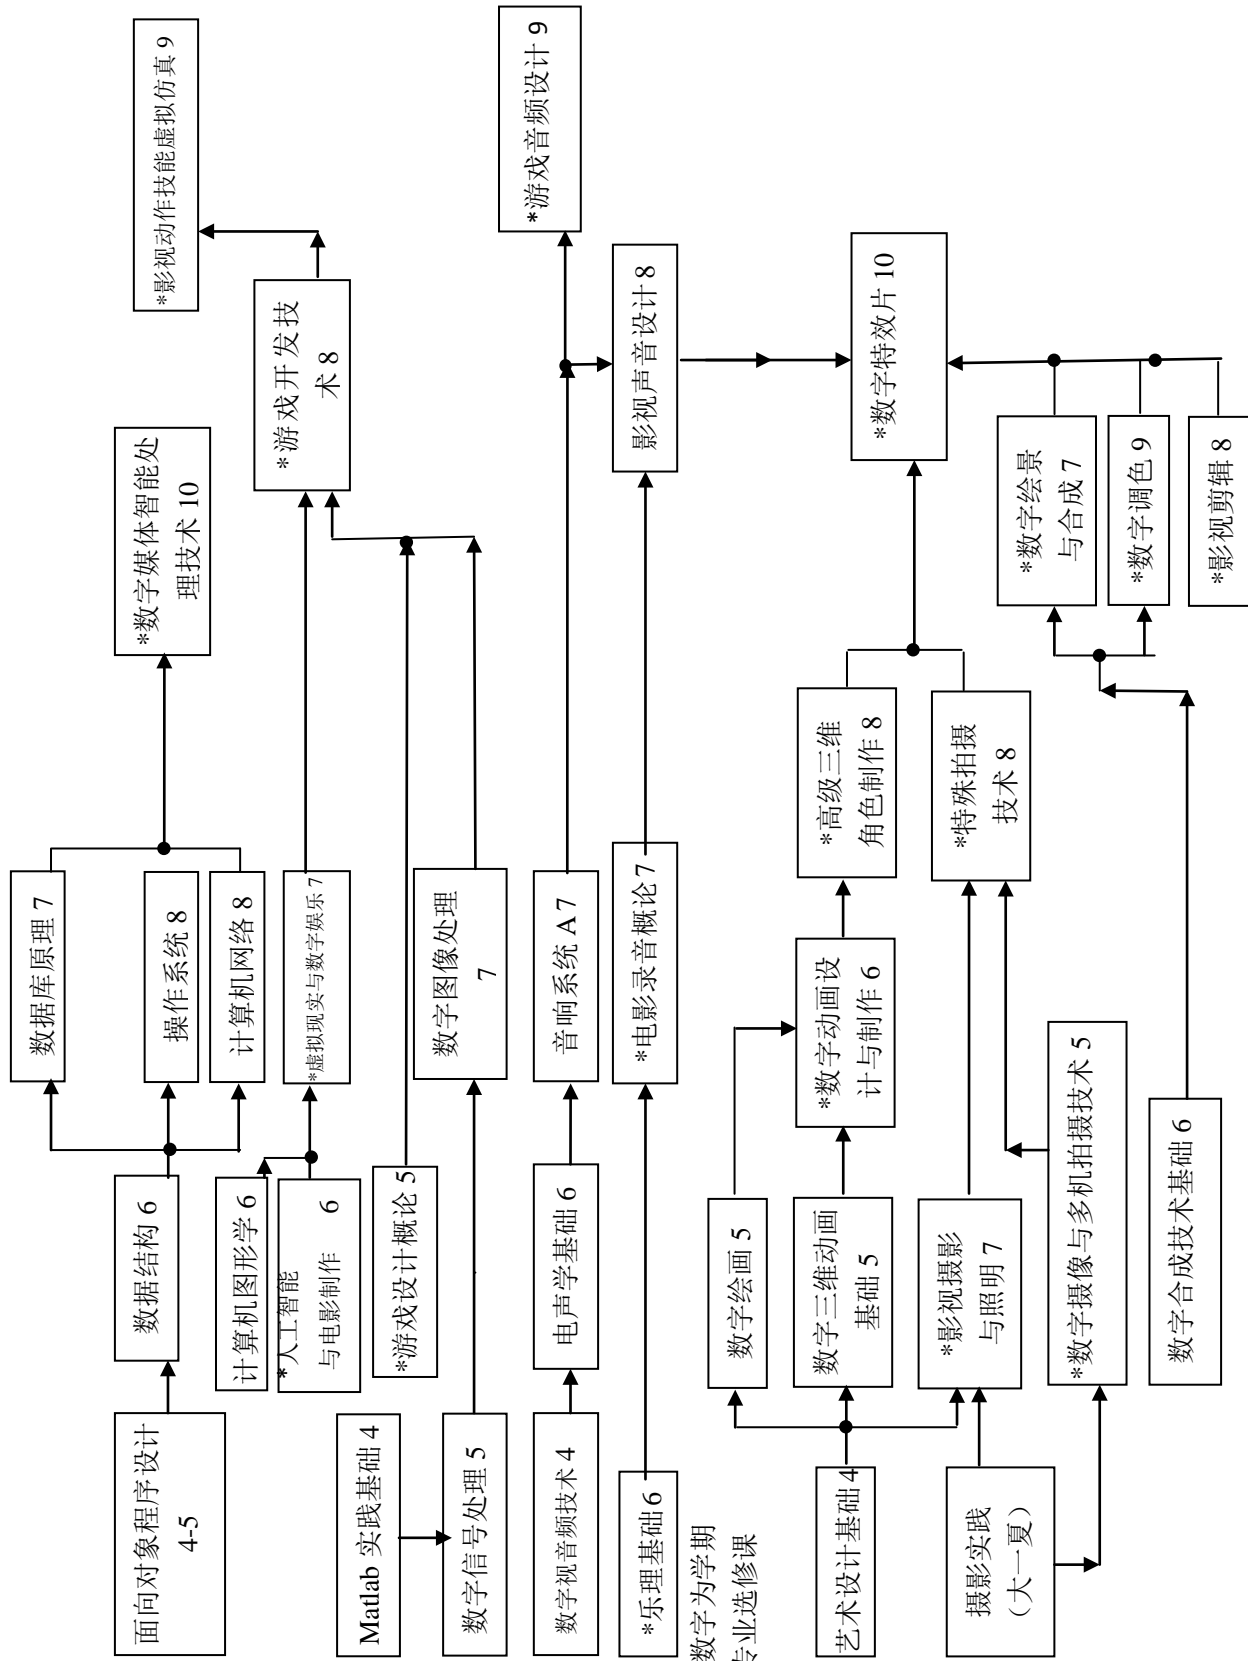 面向对象程序设计
4-5
Matlab 实践基础 4
数字信号处理 5
数字视音频技术 4
*乐理基础 6
数字为学期
专业选修课
艺术设计基础 4
摄影实践
（大一夏）
数据结构 6
计算机图形学 6
*人工智能
与电影制作 6
*游戏设计概论 5
电声学基础 6
数字绘画 5
数字三维动画
基础 5
*影视摄影
与照明 7
*数字摄像与多机拍摄技术 5
数字合成技术基础 6
数据库原理 7
操作系统 8
计算机网络 8
*虚拟现实与数字娱乐 7
数字图像处理
7
音响系统 A 7
*电影录音概论 7
*数字动画设
计与制作 6
*高级三维
角色制作 8
*特殊拍摄
技术 8
*数字媒体智能处
理技术 10
*游戏开发技
术 8
影视声音设计 8
*数字特效片 10
*数字绘景
与合成 7
*数字调色 9
*影视剪辑 8
*影视动作技能虚拟仿真 9
*游戏音频设计 9